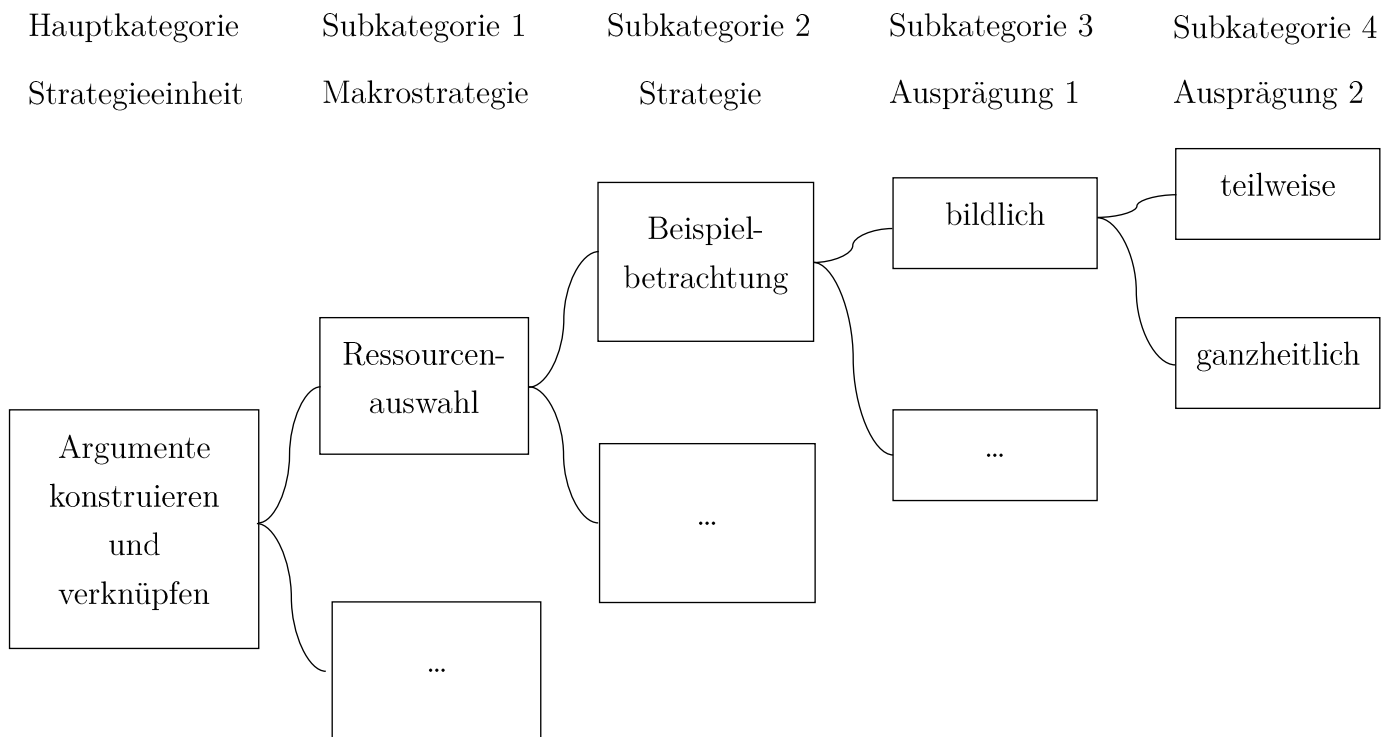 Hauptkategorie Subkategorie 1 Subkategorie 2 Subkategorie 3 Subkategorie 4
Strategieeinheit Makrostrategie Strategie Ausprägung 1 Ausprägung 2
Argumente
konstruieren
und
verknüpfen
Ressourcen-
auswahl
...
Beispiel-
betrachtung
...
bildlich
...
teilweise
ganzheitlich